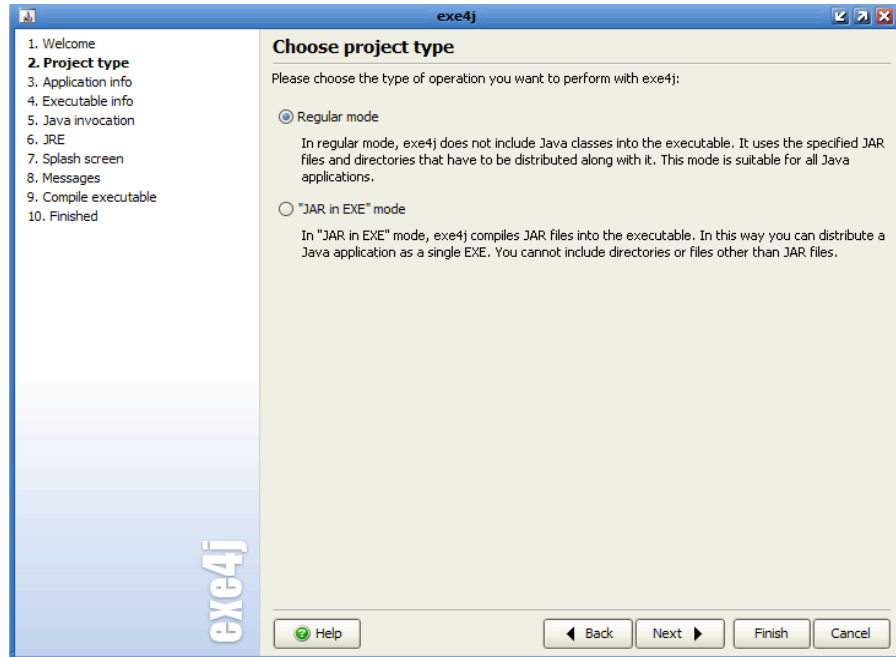 exe4j
1. Welcome
2. Project type
3. Application info
4. Executable info
5. Java invocation
6. JRE
7. Splash screen
8. Messages
9. Compile executable
10. Finished
exe4j
Choose project type
Please choose the type of operation you want to perform with exe4j:
Regular mode
In regular mode, exe4j does not include Java classes into the executable. It uses the specified JAR
files and directories that have to be distributed along with it. This mode is suitable for all Java
applications.
"JAR in EXE" mode
In "JAR in EXE" mode, exe4j compiles JAR files into the executable. In this way you can distribute a
Java application as a single EXE. You cannot include directories or files other than JAR files.
Help
Back
Next
Finish
Cancel